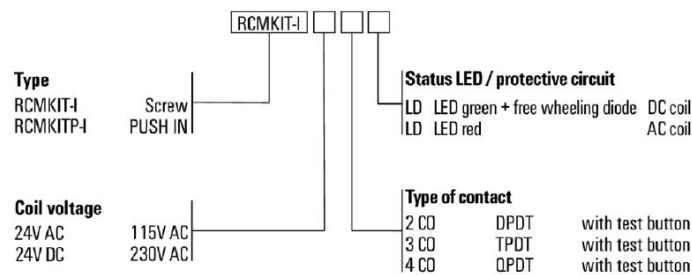 RCMKIT-I
Type
RCMKIT-I Screw
RCMKITP-I PUSH IN
Status LED / protective circuit
LD LED green + free wheeling diode DC coil
LD LED red AC coil
Coil voltage
24V AC 115V AC
24V DC 230V AC
Type of contact
2 CO DPDT with test button
3 CO TPDT with test button
4 CO QPDT with test button